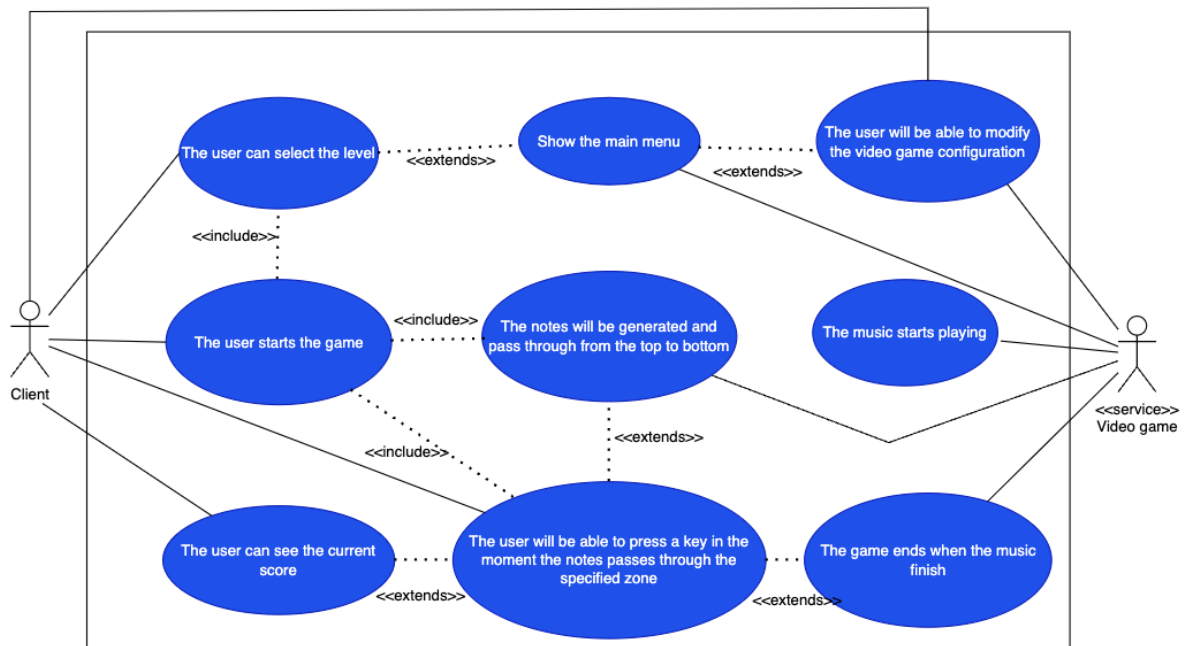 The user can select the level
<<extends>>
Show the main menu
<<extends>>
The user will be able to modify
the video game configuration
<<include>>
The user starts the game
<<include>>
The notes will be generated and
pass through from the top to bottom
The music starts playing
Client
<<service>>
Video game
<<include>>
<<extends>>
The user can see the current
score
<<extends>>
The user will be able to press a key in the
moment the notes passes through the
specified zone
<<extends>>
The game ends when the music
finish